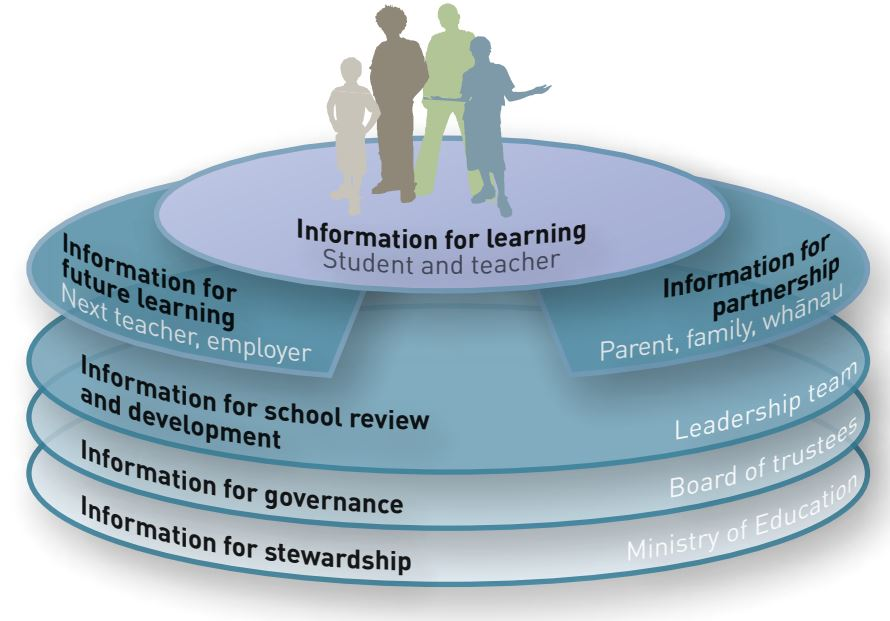 Information for learning
Student and teacher
Information for
future learning
Next teacher, employer
Information for
partnership
Parent, family, whānau
Information for school review
and development
Leadership team
Information for governance
Board of trustees
Information for stewardship
Ministry of Education